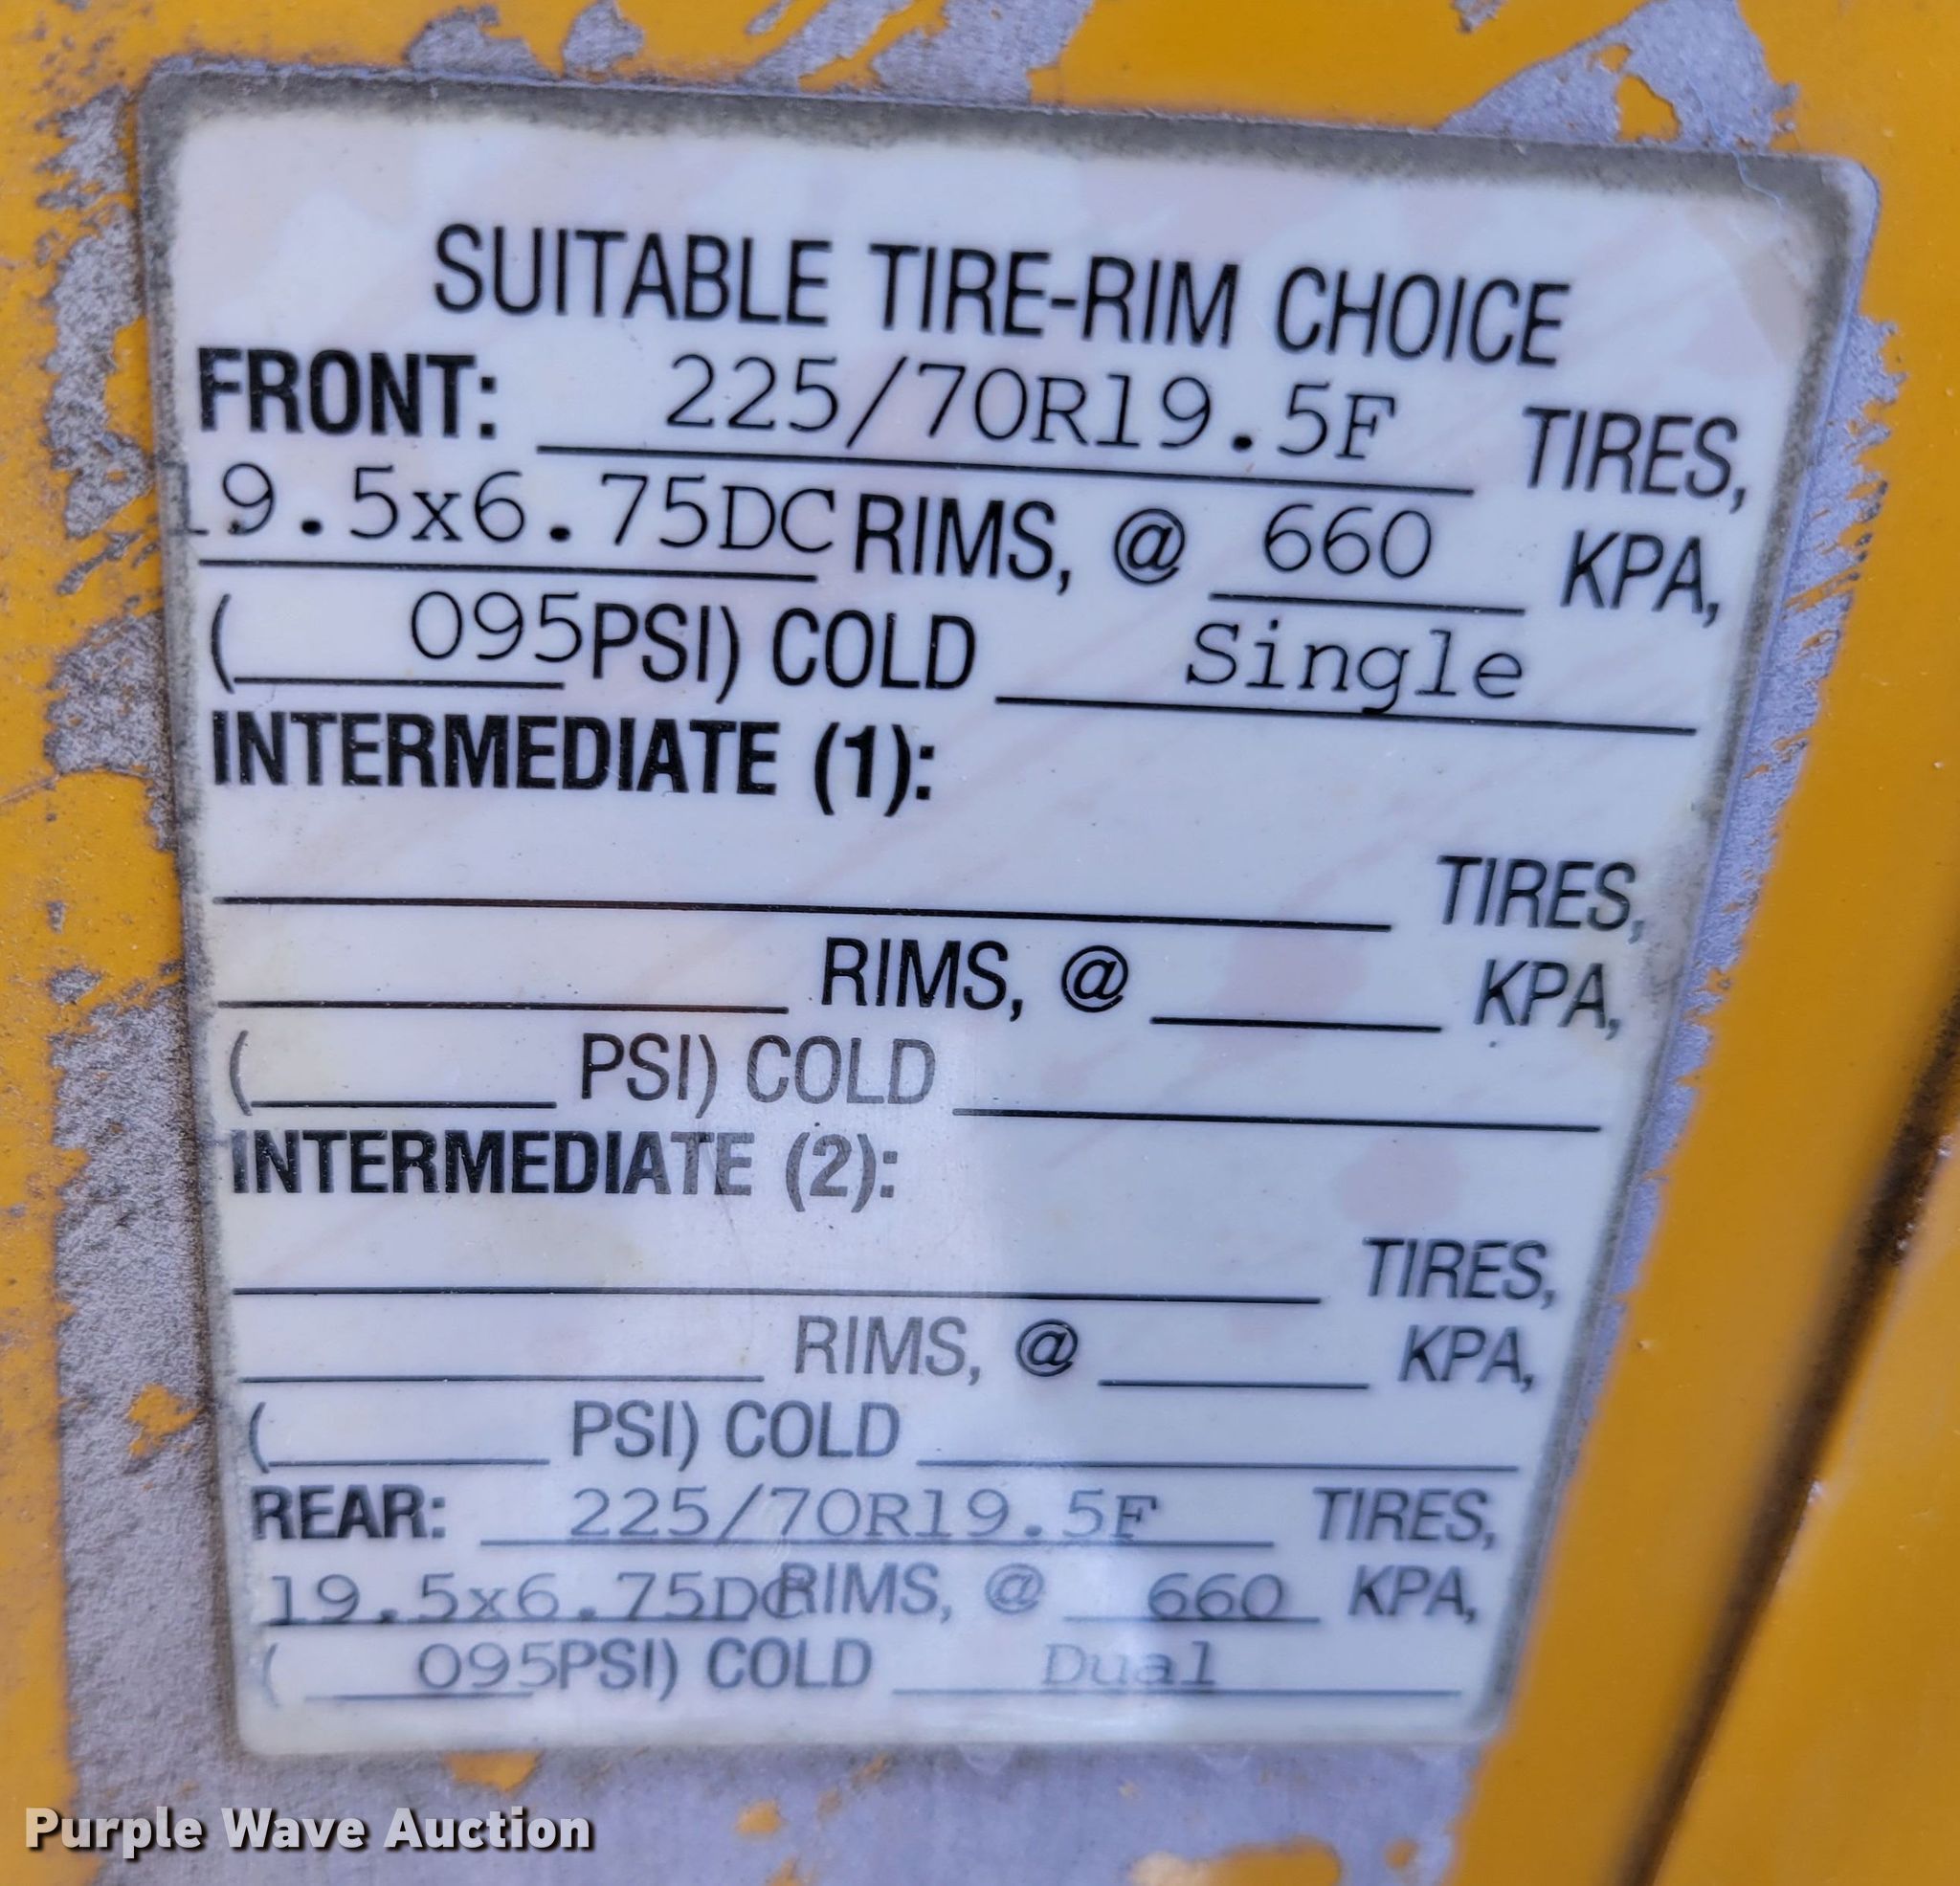 SUITABLE TIRE-RIM CHOICE
FRONT: 225/70R19.5F TIRES,
19.5x6.75DC RIMS, @ 660 KPA,
( 095PSI) COLD Single
INTERMEDIATE (1):
TIRES,
RIMS, @ KPA,
( PSI) COLD
INTERMEDIATE (2):
TIRES,
RIMS, @ KPA,
( PSI) COLD
REAR: 225/70R19.5F TIRES,
19.5x6.75DC RIMS, @ 660 KPA,
( 095PSI) COLD Dual
Purple Wave Auction